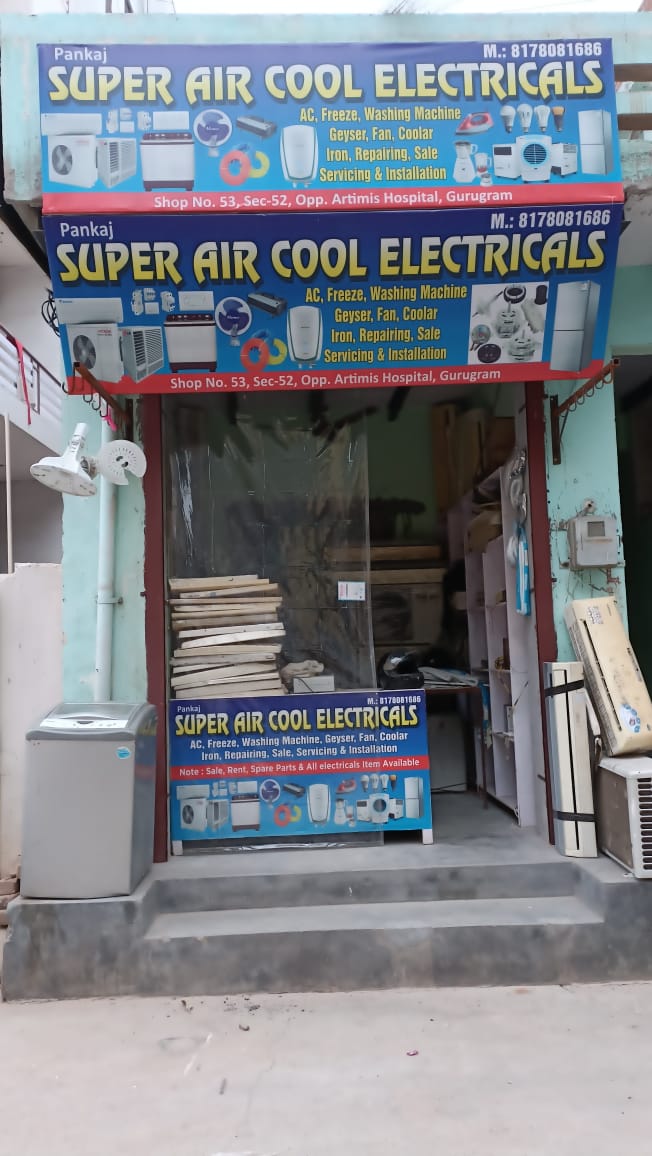 Pankaj
M.: 8178081686
SUPER AIR COOL ELECTRICALS
AC, Freeze, Washing Machine
Geyser, Fan, Coolar
Iron, Repairing, Sale
Servicing & Installation
Shop No. 53, Sec-52, Opp. Artimis Hospital, Gurugram
Pankaj
M.: 8178081686
SUPER AIR COOL ELECTRICALS
AC, Freeze, Washing Machine
Geyser, Fan, Coolar
Iron, Repairing, Sale
Servicing & Installation
Shop No. 53, Sec-52, Opp. Artimis Hospital, Gurugram
Pankaj
M.: 8178081686
SUPER AIR COOL ELECTRICALS
AC, Freeze, Washing Machine, Geyser, Fan, Coolar
Iron, Repairing, Sale, Servicing & Installation
Note : Sale, Rent, Spare Parts & All electricals Item Available